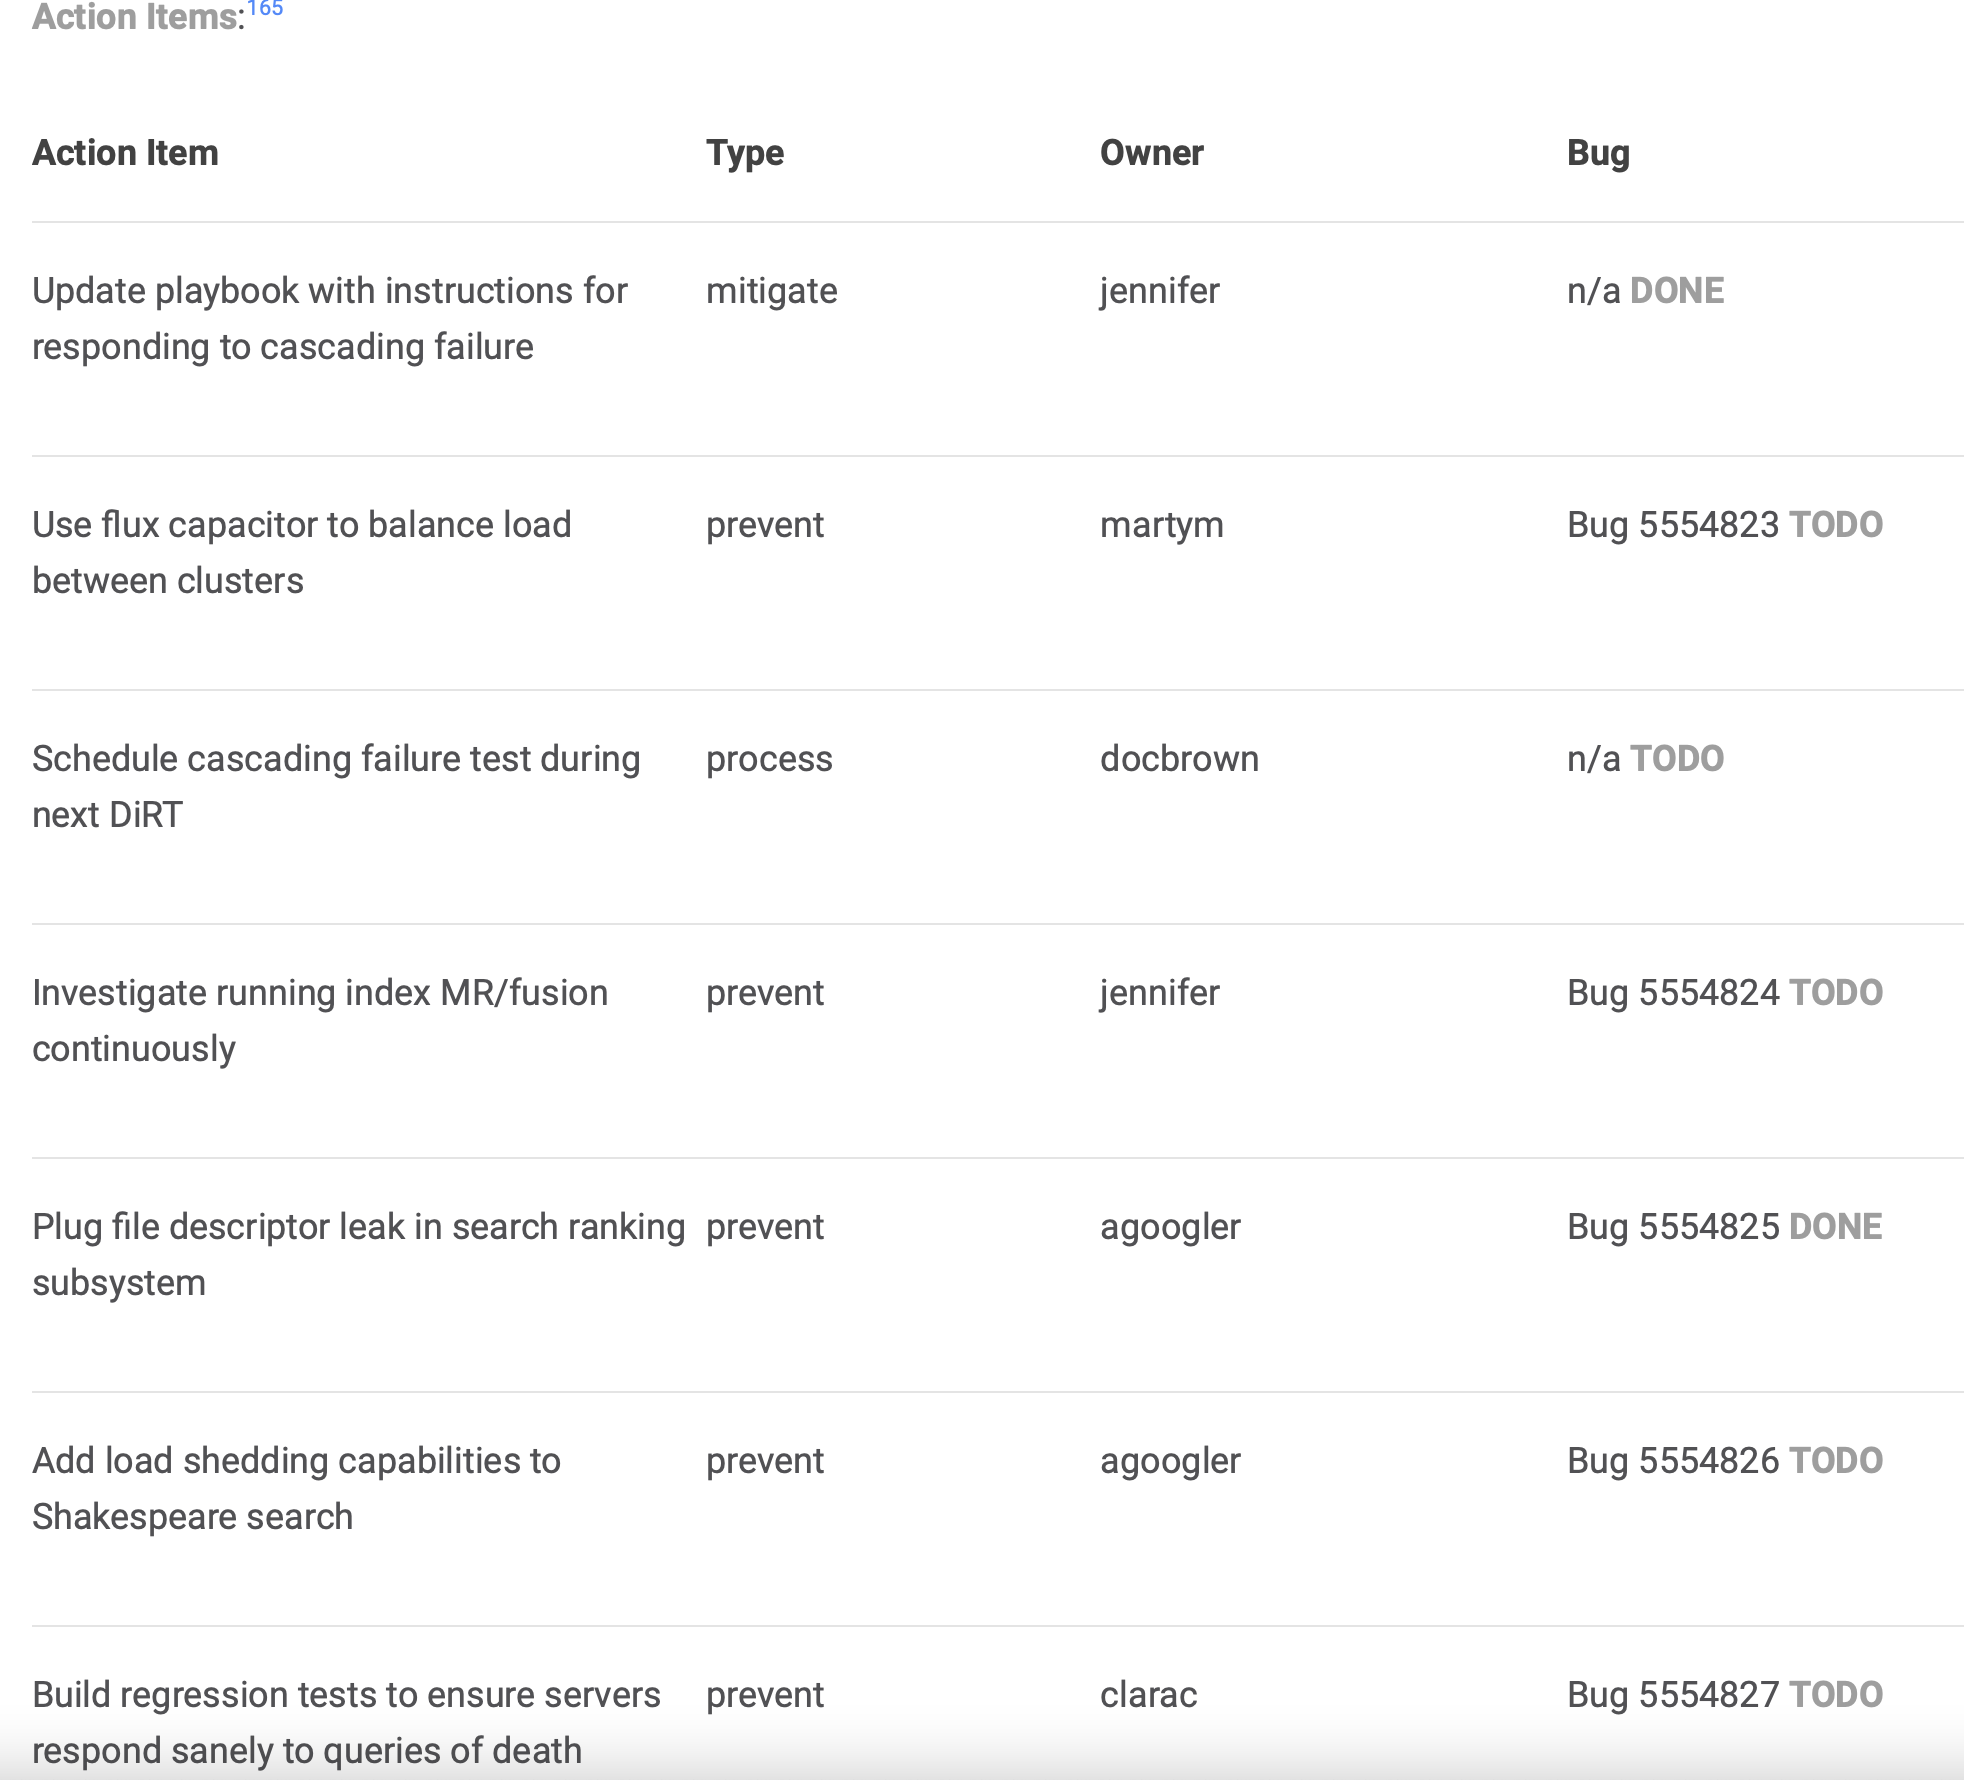 Action Items:165
Action Item Type Owner Bug
Update playbook with instructions for mitigate jennifer n/a DONE
responding to cascading failure
Use flux capacitor to balance load prevent martym Bug 5554823 TODO
between clusters
Schedule cascading failure test during process docbrown n/a TODO
next DiRT
Investigate running index MR/fusion prevent jennifer Bug 5554824 TODO
continuously
Plug file descriptor leak in search ranking prevent agoogler Bug 5554825 DONE
subsystem
Add load shedding capabilities to prevent agoogler Bug 5554826 TODO
Shakespeare search
Build regression tests to ensure servers prevent clarac Bug 5554827 TODO
respond sanely to queries of death